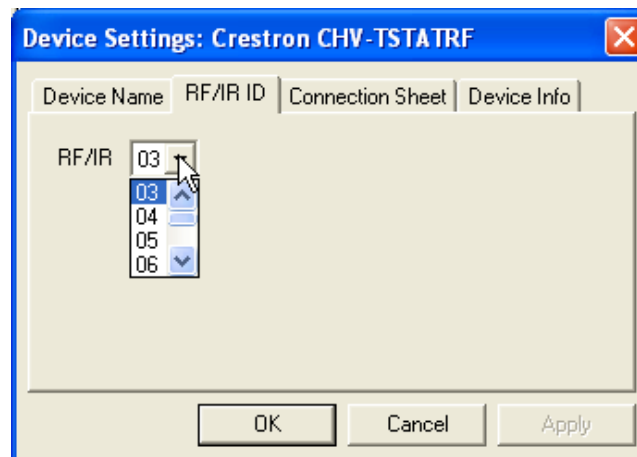 Device Settings: Crestron CHV-TSTATRF
Device Name RF/IR ID Connection Sheet Device Info
RF/IR 03
03
04
05
06
OK Cancel Apply